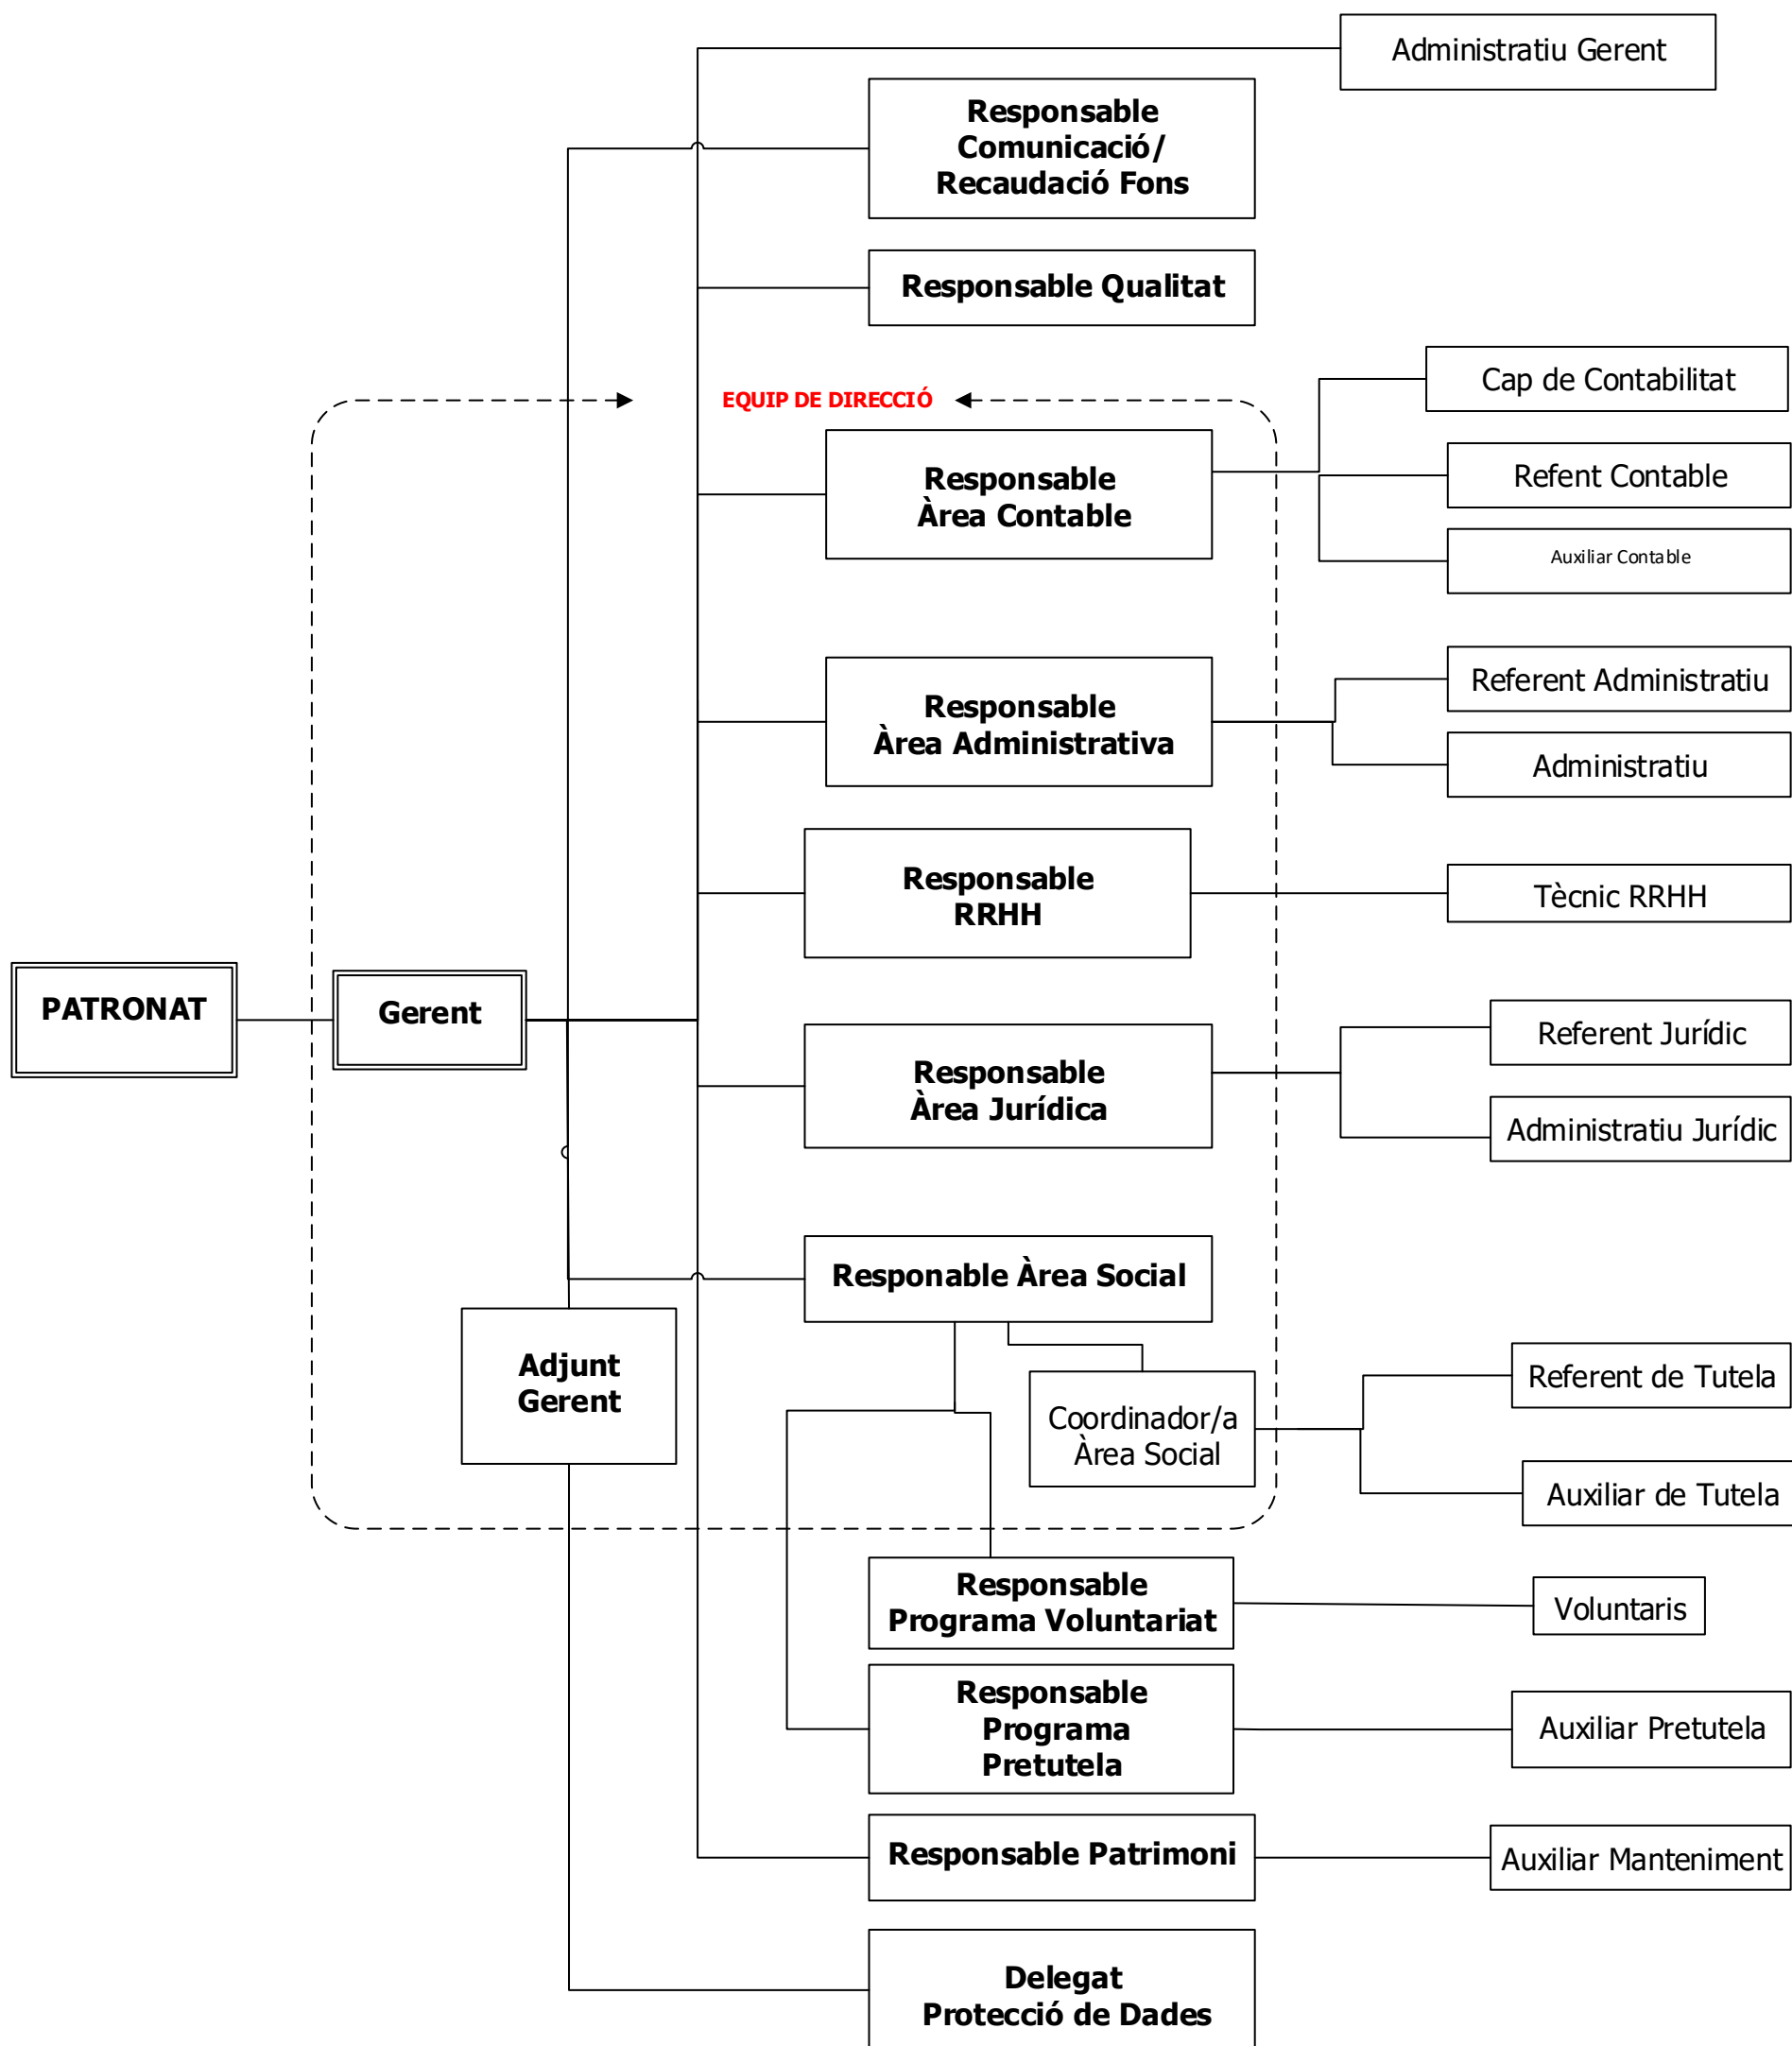 Administratiu Gerent
Responsable
Comunicació/
Recaudació Fons
Responsable Qualitat
EQUIP DE DIRECCIÓ
Cap de Contabilitat
Responsable
Àrea Contable
Refent Contable
Auxiliar Contable
Responsable
Àrea Administrativa
Referent Administratiu
Administratiu
Responsable
RRHH
Tècnic RRHH
PATRONAT
Gerent
Responsable
Àrea Jurídica
Referent Jurídic
Administratiu Jurídic
Responable Àrea Social
Adjunt
Gerent
Coordinador/a
Àrea Social
Referent de Tutela
Auxiliar de Tutela
Responsable
Programa Voluntariat
Voluntaris
Responsable
Programa
Pretutela
Auxiliar Pretutela
Responsable Patrimoni
Auxiliar Manteniment
Delegat
Protecció de Dades